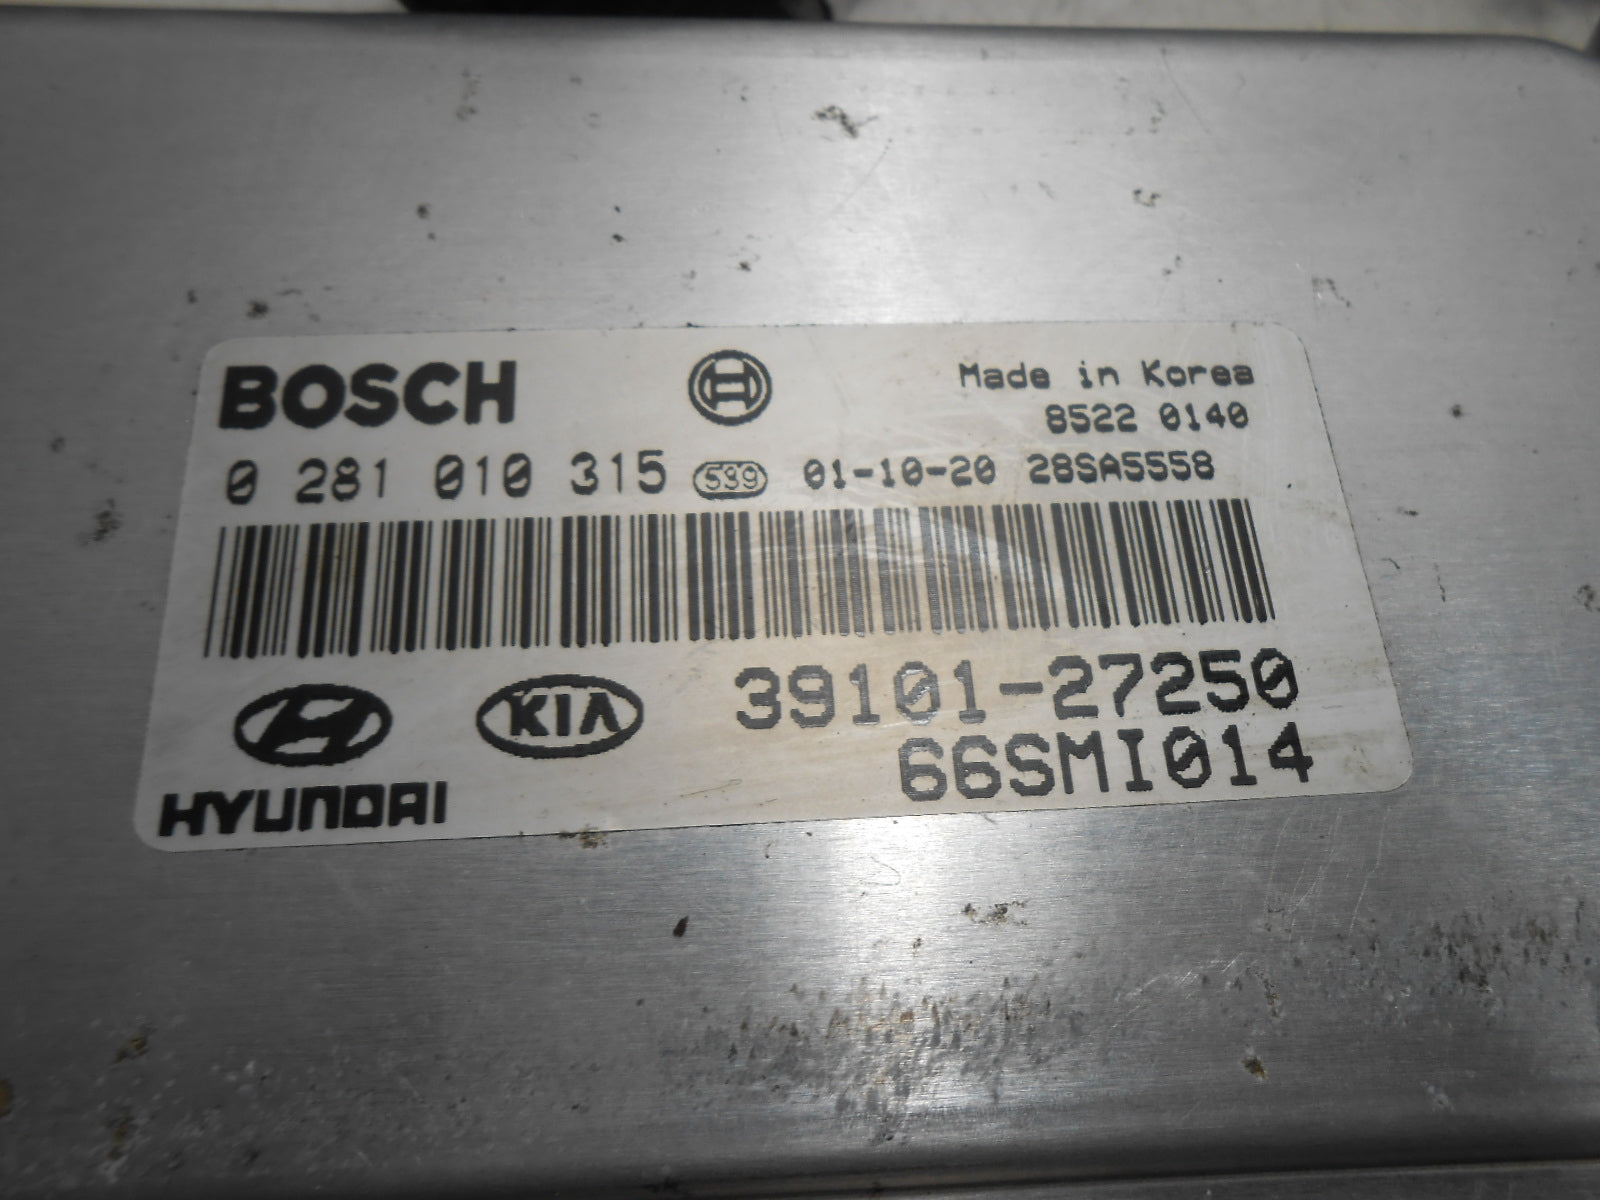 BOSCH
Made in Korea
8522 0140
0 281 010 315 539 01-10-20 28SA5558
KIA
39101-27250
66SMI014
HYUNDAI